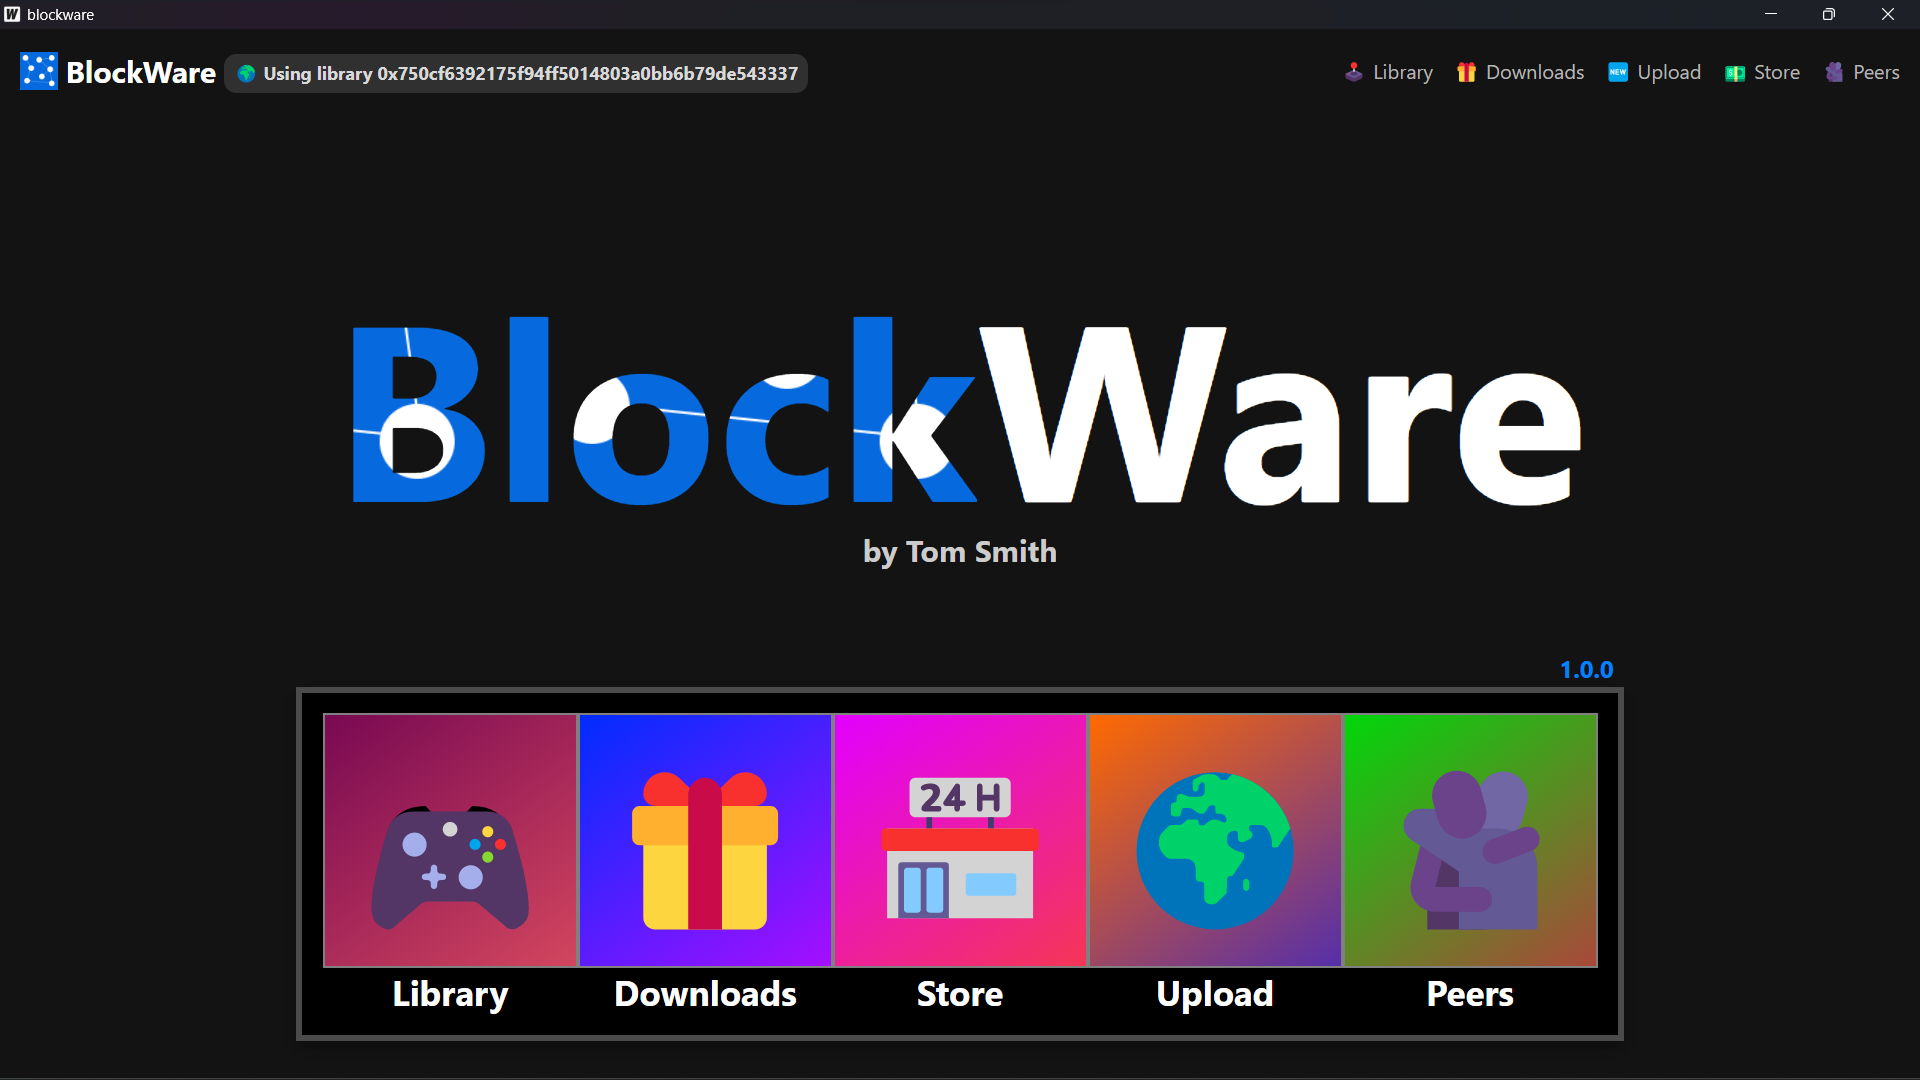 blockware
BlockWare
Using library 0x750cf6392175f94ff5014803a0bb6b79de543337
Library
Downloads
NEW
Upload
Store
Peers
BlockWare
by Tom Smith
1.0.0
24 H
Library
Downloads
Store
Upload
Peers